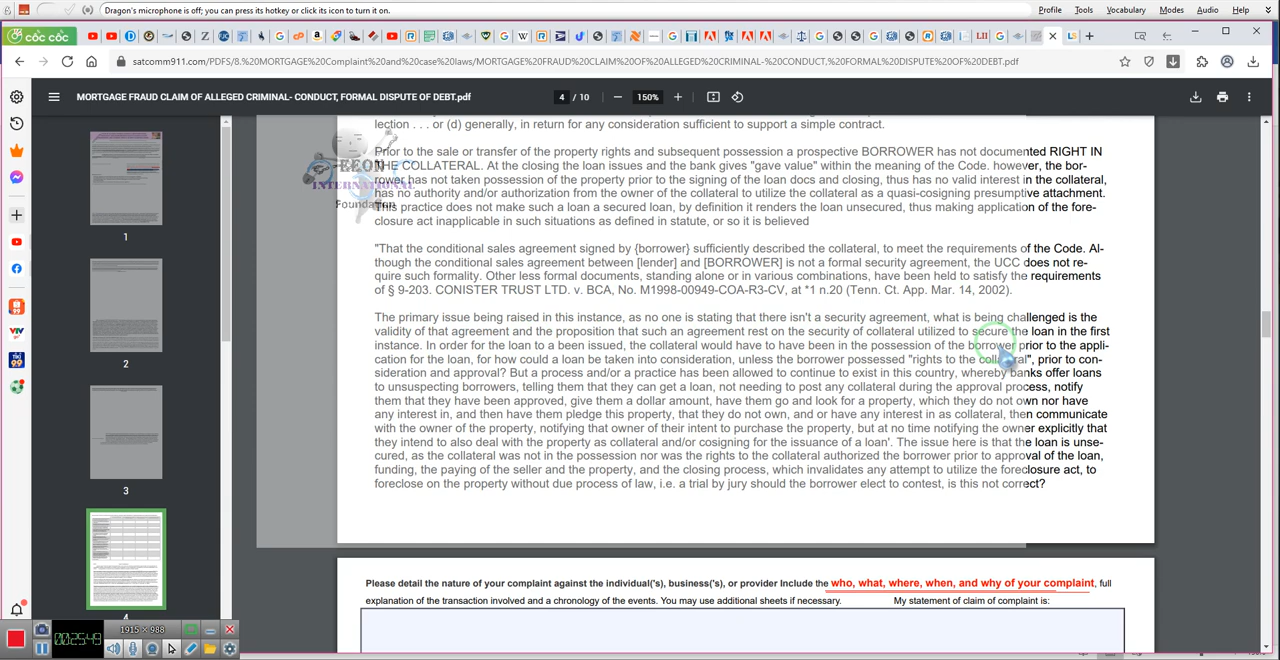 Dragon's microphone is off; you can press its hotkey or click its icon to turn it on.
Profile Tools Vocabulary Modes Audio Help
cốc cốc
satcomm911.com/PDFS/8.%20MORTGAGE%20Complaint%20and%20case%20laws/MORTGAGE%20FRAUD%20CLAIM%20OF%20ALLEGED%20CRIMINAL-%20CONDUCT,%20FORMAL%20DISPUTE%20OF%20DEBT.pdf
MORTGAGE FRAUD CLAIM OF ALLEGED CRIMINAL- CONDUCT, FORMAL DISPUTE OF DEBT.pdf
4 / 10
150%
lection . . . or (d) generally, in return for any consideration sufficient to support a simple contract.
Prior to the sale or transfer of the property rights and subsequent possession a prospective BORROWER has not documented RIGHT IN
THE COLLATERAL. At the closing the loan issues and the bank gives "gave value" within the meaning of the Code. however, the bor-
rower has not taken possession of the property prior to the signing of the loan docs and closing, thus has no valid interest in the collateral,
has no authority and/or authorization from the owner of the collateral to utilize the collateral as a quasi-cosigning presumptive attachment.
This practice does not make such a loan a secured loan, by definition it renders the loan unsecured, thus making application of the fore-
closure act inapplicable in such situations as defined in statute, or so it is believed
INTERNATIONAL
Foundation
"That the conditional sales agreement signed by {borrower} sufficiently described the collateral, to meet the requirements of the Code. Al-
though the conditional sales agreement between [lender] and [BORROWER] is not a formal security agreement, the UCC does not re-
quire such formality. Other less formal documents, standing alone or in various combinations, have been held to satisfy the requirements
of § 9-203. CONISTER TRUST LTD. v. BCA, No. M1998-00949-COA-R3-CV, at *1 n.20 (Tenn. Ct. App. Mar. 14, 2002).
The primary issue being raised in this instance, as no one is stating that there isn't a security agreement, what is being challenged is the
validity of that agreement and the proposition that such an agreement rest on the security of collateral utilized to secure the loan in the first
instance. In order for the loan to a been issued, the collateral would have to have been in the possession of the borrower prior to the appli-
cation for the loan, for how could a loan be taken into consideration, unless the borrower possessed "rights to the collateral", prior to con-
sideration and approval? But a process and/or a practice has been allowed to continue to exist in this country, whereby banks offer loans
to unsuspecting borrowers, telling them that they can get a loan, not needing to post any collateral during the approval process, notify
them that they have been approved, give them a dollar amount, have them go and look for a property, which they do not own nor have
any interest in, and then have them pledge this property, that they do not own, and or have any interest in as collateral, then communicate
with the owner of the property, notifying that owner of their intent to purchase the property, but at no time notifying the owner explicitly that
they intend to also deal with the property as collateral and/or cosigning for the issuance of a loan'. The issue here is that the loan is unse-
cured, as the collateral was not in the possession nor was the rights to the collateral authorized the borrower prior to approval of the loan,
funding, the paying of the seller and the property, and the closing process, which invalidates any attempt to utilize the foreclosure act, to
foreclose on the property without due process of law, i.e. a trial by jury should the borrower elect to contest, is this not correct?
Please detail the nature of your complaint against the individual('s), business('s), or provider Include the who, what, where, when, and why of your complaint, full
explanation of the transaction involved and a chronology of the events. You may use additional sheets if necessary. My statement of claim of complaint is:
1
2
3
4
00:25:49
1915 × 988